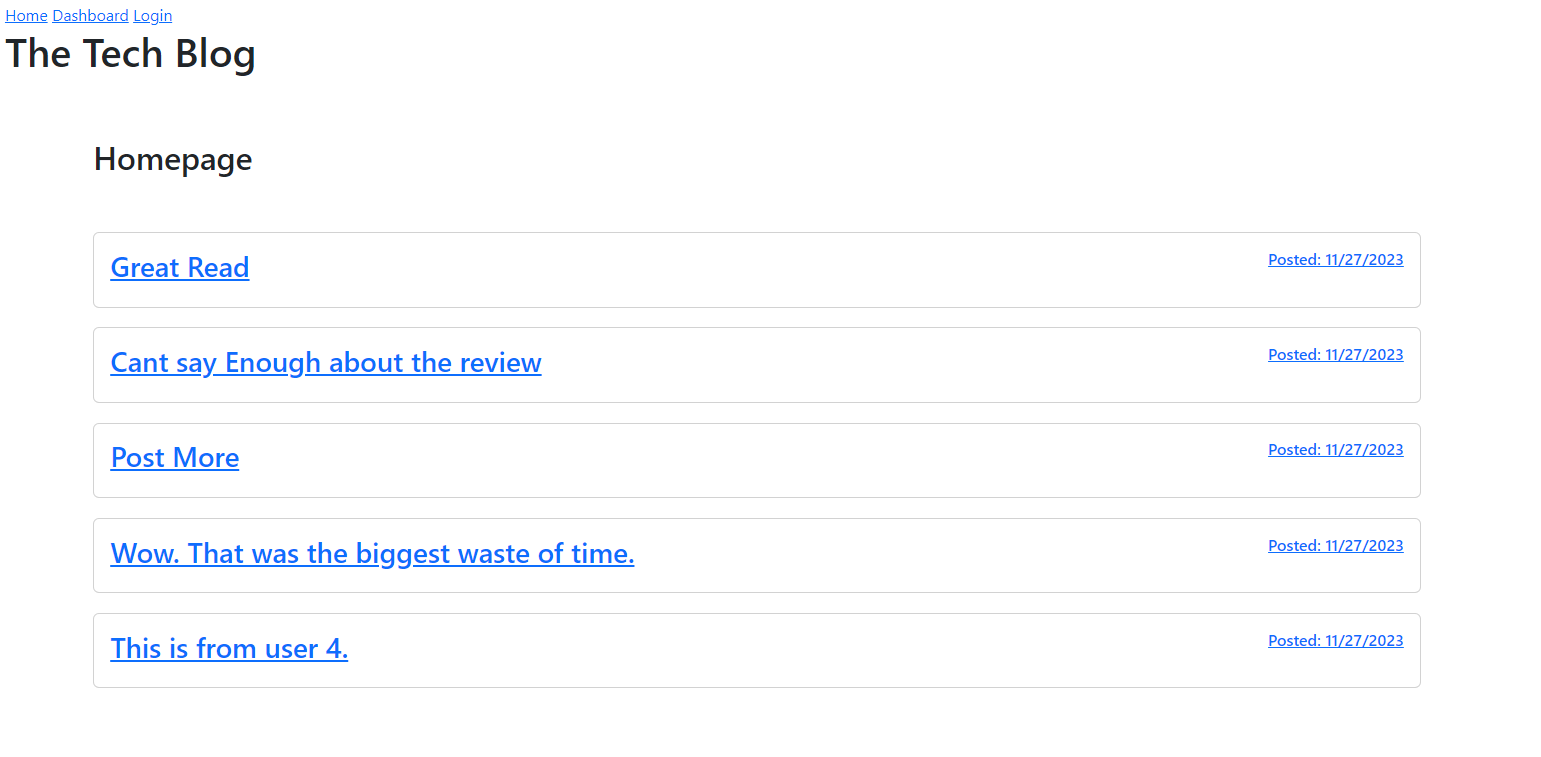 Home Dashboard Login
The Tech Blog
Homepage
Great Read
Posted: 11/27/2023
Cant say Enough about the review
Posted: 11/27/2023
Post More
Posted: 11/27/2023
Wow. That was the biggest waste of time.
Posted: 11/27/2023
This is from user 4.
Posted: 11/27/2023